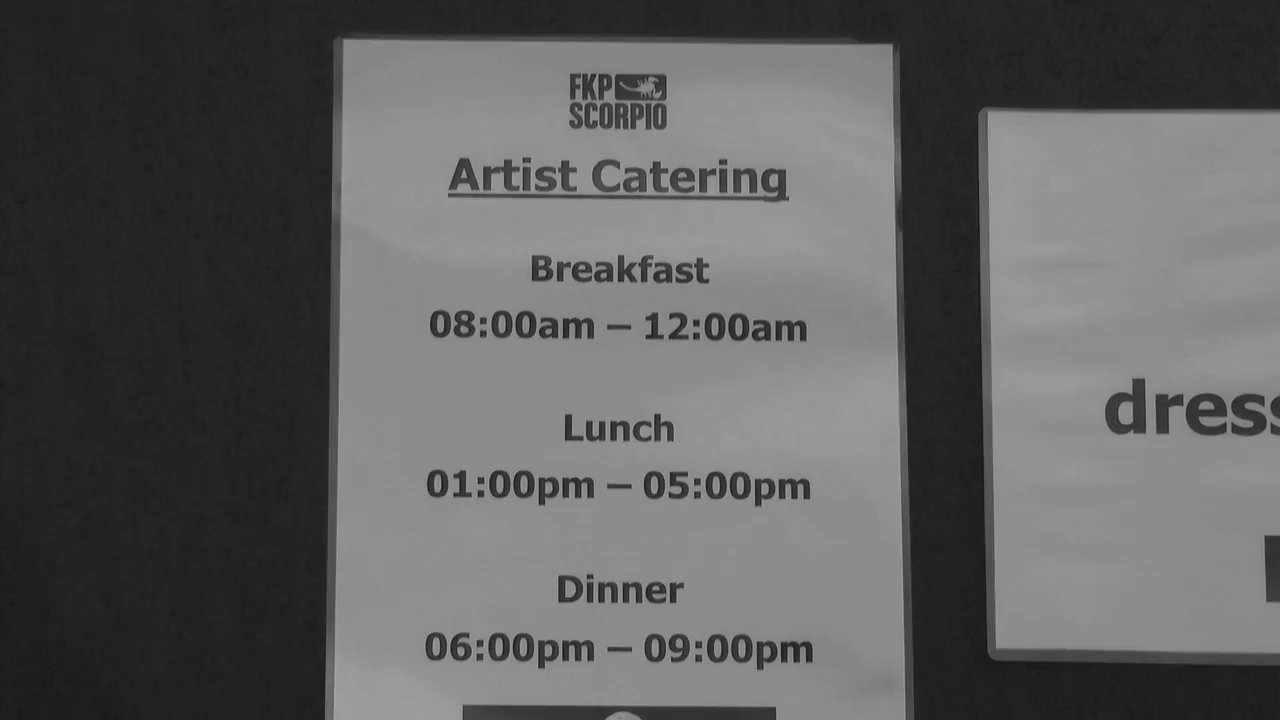 FKP
SCORPIO
Artist Catering
Breakfast
08:00am – 12:00am
Lunch
01:00pm – 05:00pm
Dinner
06:00pm – 09:00pm